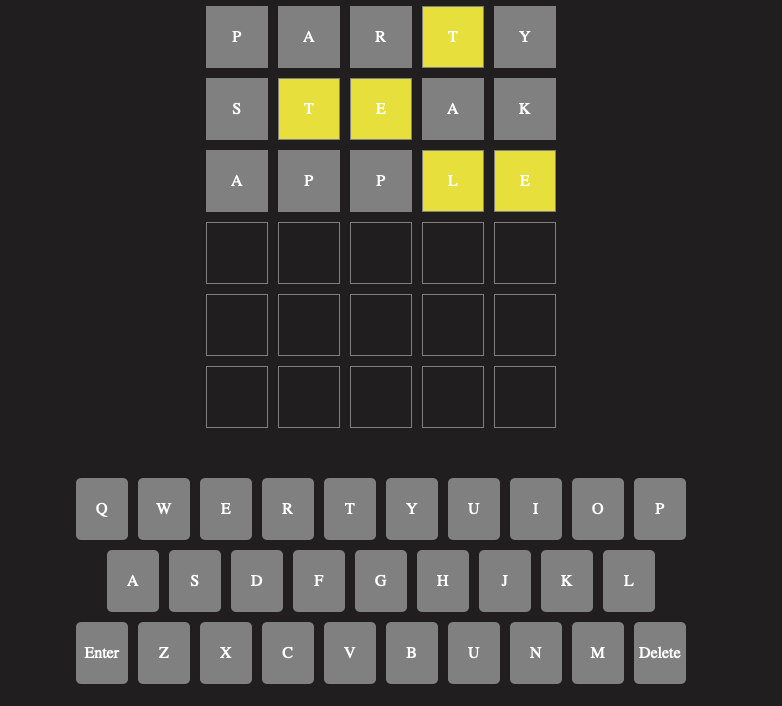 P A R T Y
S T E A K
A P P L E
Q W E R T Y U I O P
A S D F G H J K L
Enter Z X C V B U N M Delete